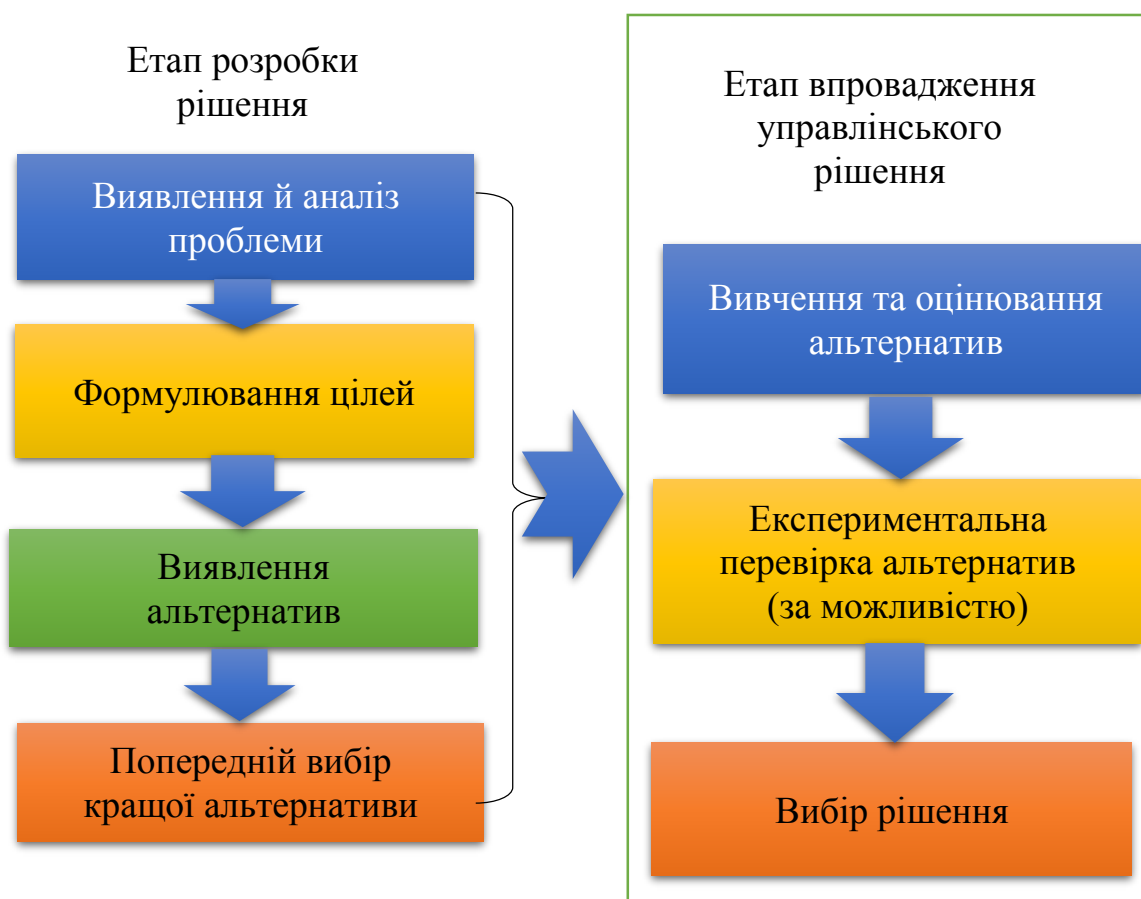 Етап розробки
рішення
Виявлення й аналіз
проблеми
Формулювання цілей
Виявлення
альтернатив
Попередній вибір
кращої альтернативи
Етап впровадження
управлінського
рішення
Вивчення та оцінювання
альтернатив
Експериментальна
перевірка альтернатив
(за можливістю)
Вибір рішення